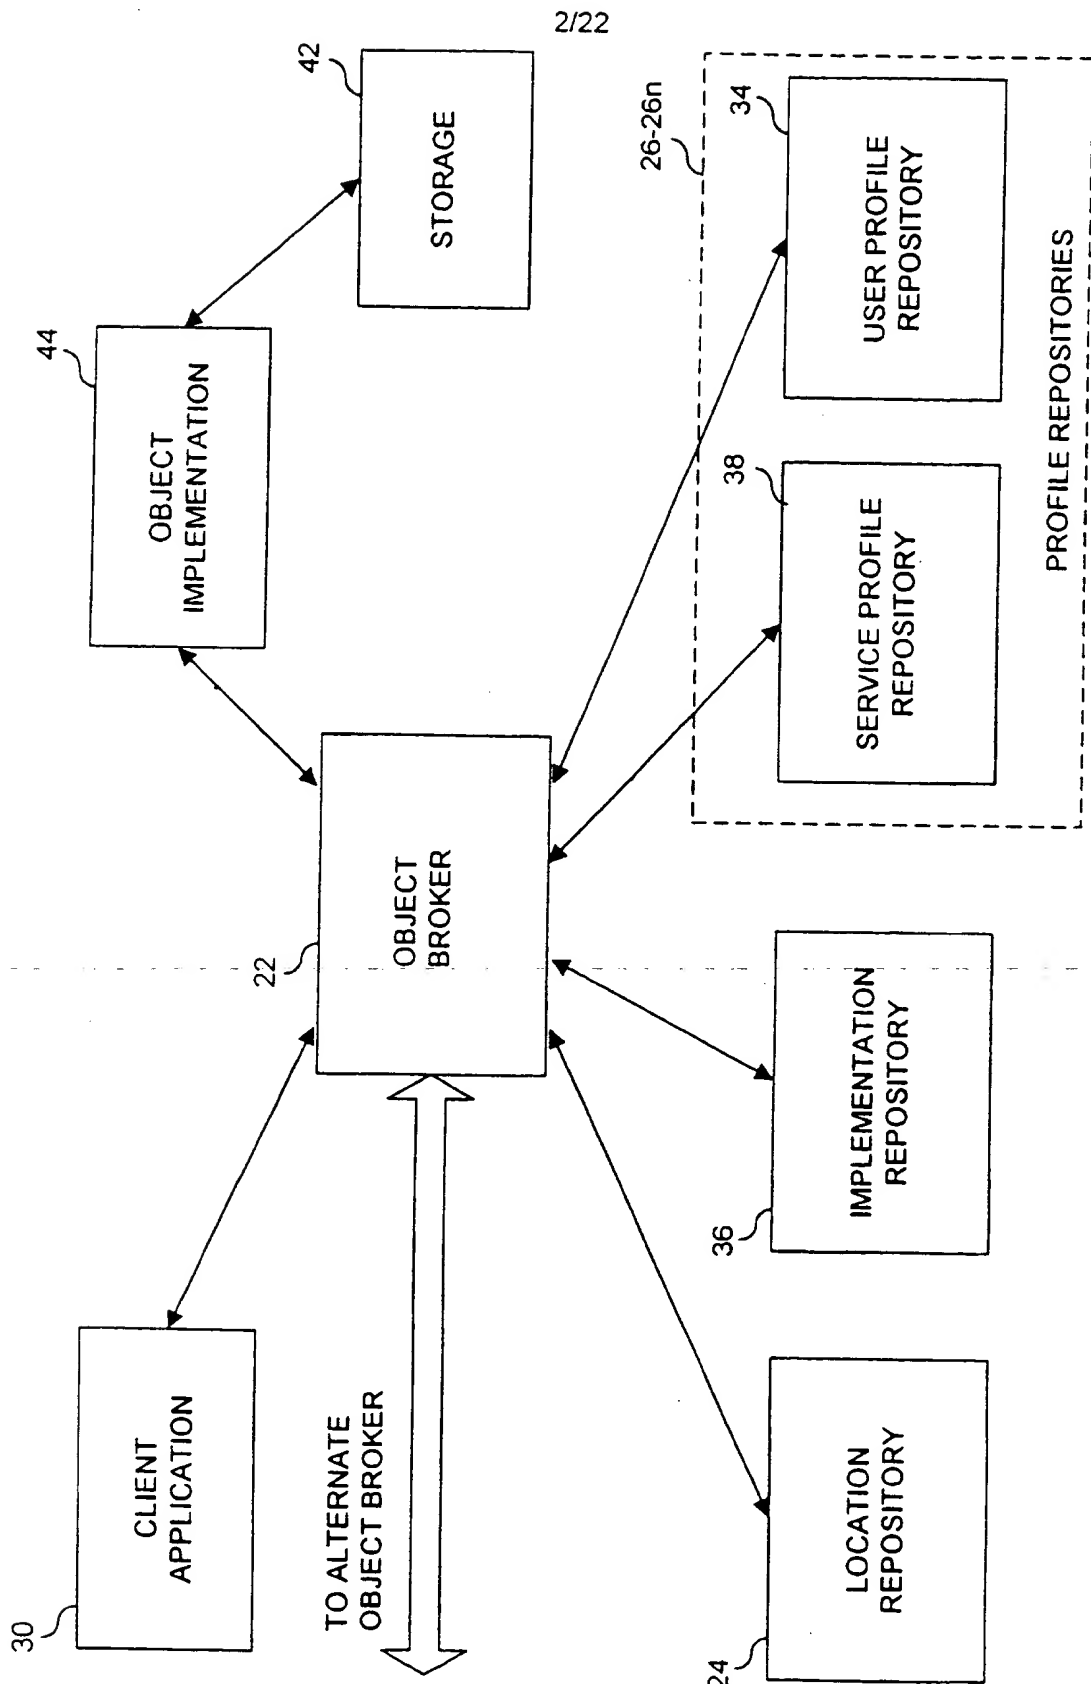 2/22
30
CLIENT
APPLICATION
44
OBJECT
IMPLEMENTATION
42
STORAGE
TO ALTERNATE
OBJECT BROKER
22
OBJECT
BROKER
24
LOCATION
REPOSITORY
36
IMPLEMENTATION
REPOSITORY
26-26n
38
SERVICE PROFILE
REPOSITORY
34
USER PROFILE
REPOSITORY
PROFILE REPOSITORIES